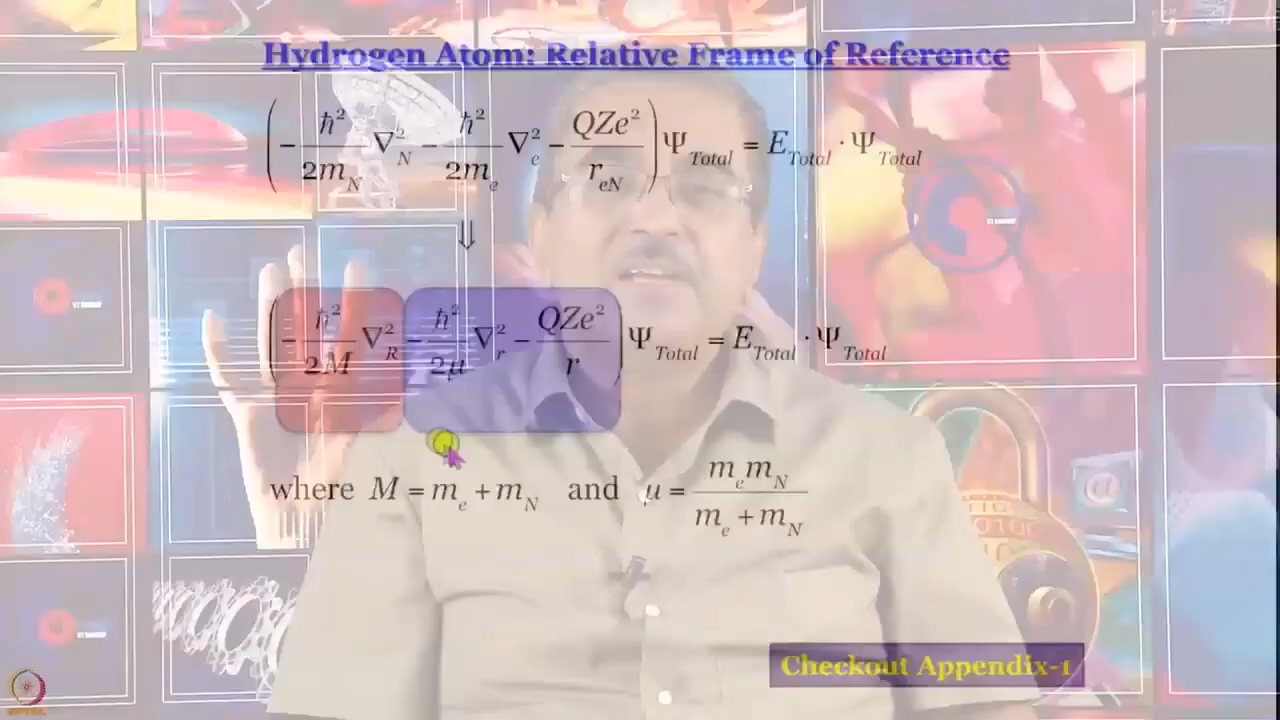 Hydrogen Atom: Relative Frame of Reference
(-ħ²/2m_N ∇²_N - ħ²/2m_e ∇²_e - QZe²/r_eN) Ψ_Total = E_Total · Ψ_Total
⇓
(-ħ²/2M ∇²_R - ħ²/2μ ∇²_r - QZe²/r) Ψ_Total = E_Total · Ψ_Total
where M = m_e + m_N and μ = m_e m_N / m_e + m_N
Checkout Appendix-1